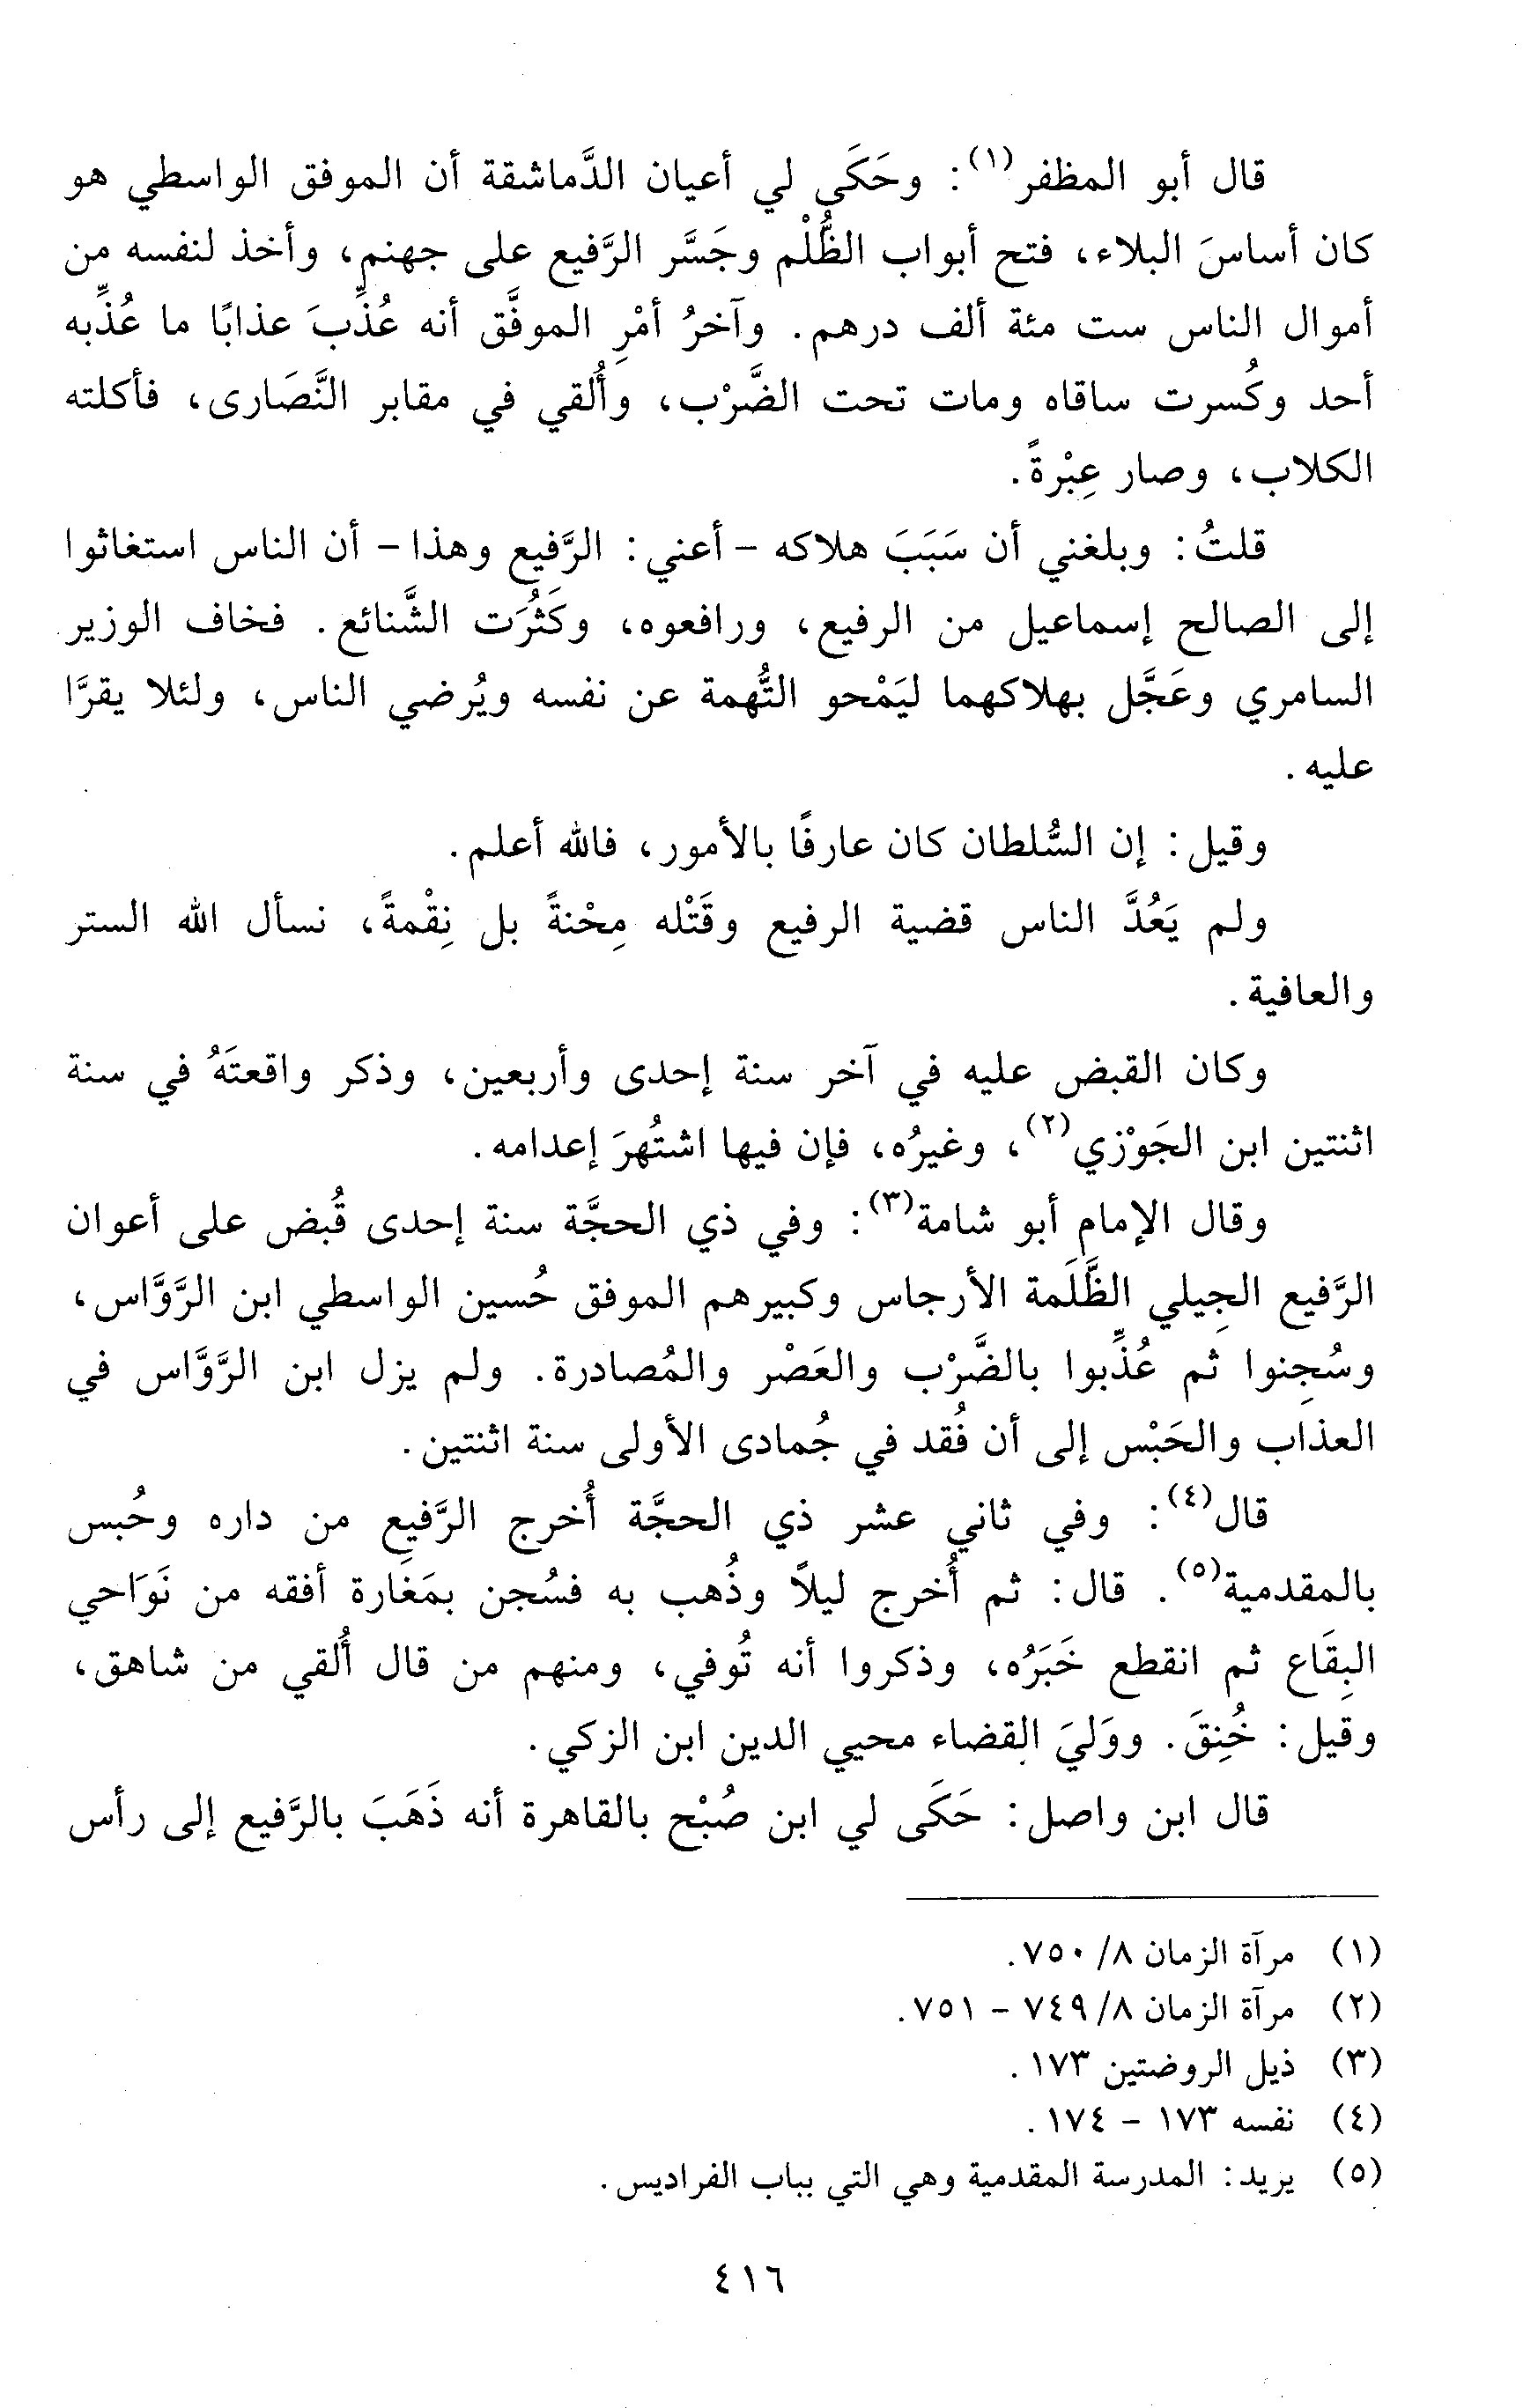 قال أبو المظفر(١): وحَكَى لي أعيان الدَّماشقة أن الموفق الواسطي هو
كان أساسَ البلاء، فتح أبواب الظُّلْم وجَسَّر الرَّفيع على جهنم، وأخذ لنفسه من
أموال الناس ست مئة ألف درهم. وآخرُ أمْرِ الموفَّق أنه عُذِّبَ عذابًا ما عُذِّبه
أحد وكُسرت ساقاه ومات تحت الضَّرْب، وأُلقي في مقابر النَّصَارى، فأكلته
الكلاب، وصار عِبْرةً.
قلتُ: وبلغني أن سَبَبَ هلاكه - أعني: الرَّفيع وهذا - أن الناس استغاثوا
إلى الصالح إسماعيل من الرفيع، ورافعوه، وكَثُرَت الشَّنائع. فخاف الوزير
السامري وعَجَّل بهلاكهما ليَمْحو التُّهمة عن نفسه ويُرضي الناس، ولئلا يقرَّا
عليه.
وقيل: إن السُّلطان كان عارفًا بالأمور، فالله أعلم.
ولم يَعُدَّ الناس قضية الرفيع وقَتْله مِحْنةً بل نِقْمةً، نسأل الله الستر
والعافية.
وكان القبض عليه في آخر سنة إحدى وأربعين، وذكر واقعتَهُ في سنة
اثنتين ابن الجَوْزي(٢)، وغيرُه، فإن فيها اشتُهرَ إعدامه.
وقال الإمام أبو شامة(٣): وفي ذي الحجَّة سنة إحدى قُبض على أعوان
الرَّفيع الجِيلي الظَّلَمة الأرجاس وكبيرهم الموفق حُسين الواسطي ابن الرَّوَّاس،
وسُجِنوا ثم عُذِّبوا بالضَّرْب والعَصْر والمُصادرة. ولم يزل ابن الرَّوَّاس في
العذاب والحَبْس إلى أن فُقد في جُمادى الأولى سنة اثنتين.
قال(٤): وفي ثاني عشر ذي الحجَّة أُخرج الرَّفيع من داره وحُبس
بالمقدمية(٥). قال: ثم أُخرج ليلاً وذُهب به فسُجن بمَغَارة أفقه من نَوَاحي
البِقَاع ثم انقطع خَبَرُه، وذكروا أنه تُوفي، ومنهم من قال أُلقي من شاهق،
وقيل: خُنِقَ. ووَليَ القضاء محيي الدين ابن الزكي.
قال ابن واصل: حَكَى لي ابن صُبْح بالقاهرة أنه ذَهَبَ بالرَّفيع إلى رأس
(١) مرآة الزمان ٨/ ٧٥٠.
(٢) مرآة الزمان ٨/ ٧٤٩ - ٧٥١.
(٣) ذيل الروضتين ١٧٣.
(٤) نفسه ١٧٣ - ١٧٤.
(٥) يريد: المدرسة المقدمية وهي التي بباب الفراديس.
٤١٦